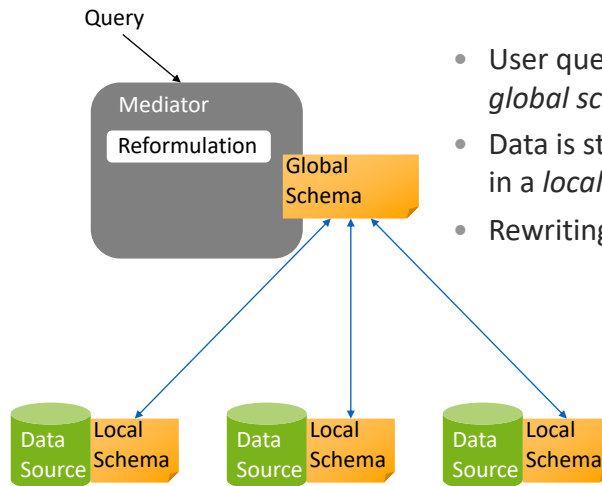 Query
Mediator
Reformulation
Global
Schema
• User que
global sc
• Data is st
in a local
• Rewriting
Data
Source
Local
Schema
Data
Source
Local
Schema
Data
Source
Local
Schema